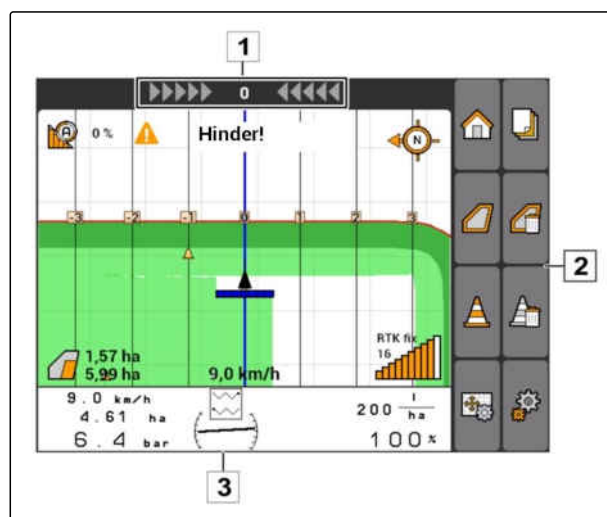 1
0
0 %
Hinder!
N
A
-3 -2 -1 0 1 2 3
2
1,57 ha
5,99 ha
9,0 km/h
RTK fix
16
9.0 km/h
4.61 ha
6.4 bar
200 l/ha
100 %
3